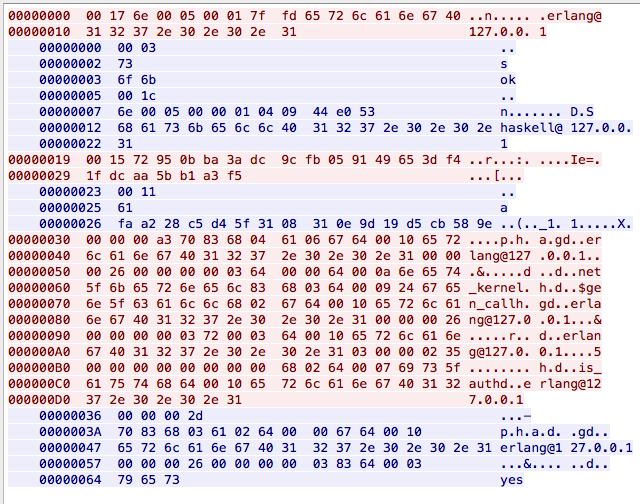 00000000 00 17 6e 00 05 00 01 7f fd 65 72 6c 61 6e 67 40 ..n..... .erlang@
00000010 31 32 37 2e 30 2e 30 2e 31 127.0.0. 1
00000000 00 03 ..
00000002 73 s
00000003 6f 6b ok
00000005 00 1c ..
00000007 6e 00 05 00 00 01 04 09 44 e0 53 n....... D.S
00000012 68 61 73 6b 65 6c 6c 40 31 32 37 2e 30 2e 30 2e haskell@ 127.0.0.
00000022 31 1
00000019 00 15 72 95 0b ba 3a dc 9c fb 05 91 49 65 3d f4 ..r...:. ....Ie=.
00000029 1f dc aa 5b b1 a3 f5 ...[...
00000023 00 11 ..
00000025 61 a
00000026 fa a2 28 c5 d4 5f 31 08 31 0e 9d 19 d5 cb 58 9e ..(.._1. 1.....X.
00000030 00 00 00 a3 70 83 68 04 61 06 67 64 00 10 65 72 ....p.h. a.gd..er
00000040 6c 61 6e 67 40 31 32 37 2e 30 2e 30 2e 31 00 00 lang@127 .0.0.1..
00000050 00 26 00 00 00 00 03 64 00 00 64 00 0a 6e 65 74 .&.....d ..d..net
00000060 5f 6b 65 72 6e 65 6c 83 68 03 64 00 09 24 67 65 _kernel. h.d..$ge
00000070 6e 5f 63 61 6c 6c 68 02 67 64 00 10 65 72 6c 61 n_callh. gd..erla
00000080 6e 67 40 31 32 37 2e 30 2e 30 2e 31 00 00 00 26 ng@127.0 .0.1...&
00000090 00 00 00 00 03 72 00 03 64 00 10 65 72 6c 61 6e .....r.. d..erlan
000000A0 67 40 31 32 37 2e 30 2e 30 2e 31 03 00 00 02 35 g@127.0. 0.1....5
000000B0 00 00 00 00 00 00 00 00 68 02 64 00 07 69 73 5f ........ h.d..is_
000000C0 61 75 74 68 64 00 10 65 72 6c 61 6e 67 40 31 32 authd..e rlang@12
000000D0 37 2e 30 2e 30 2e 31 7.0.0.1
00000036 00 00 00 2d ...–
0000003A 70 83 68 03 61 02 64 00 00 67 64 00 10 p.h.a.d. .gd..
00000047 65 72 6c 61 6e 67 40 31 32 37 2e 30 2e 30 2e 31 erlang@1 27.0.0.1
00000057 00 00 00 26 00 00 00 00 03 83 64 00 03 ...&.... ..d..
00000064 79 65 73 yes